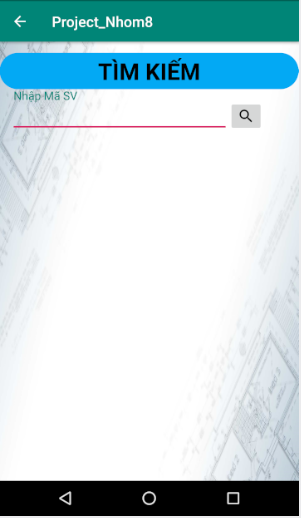 Project_Nhom8
TÌM KIẾM
Nhập Mã SV